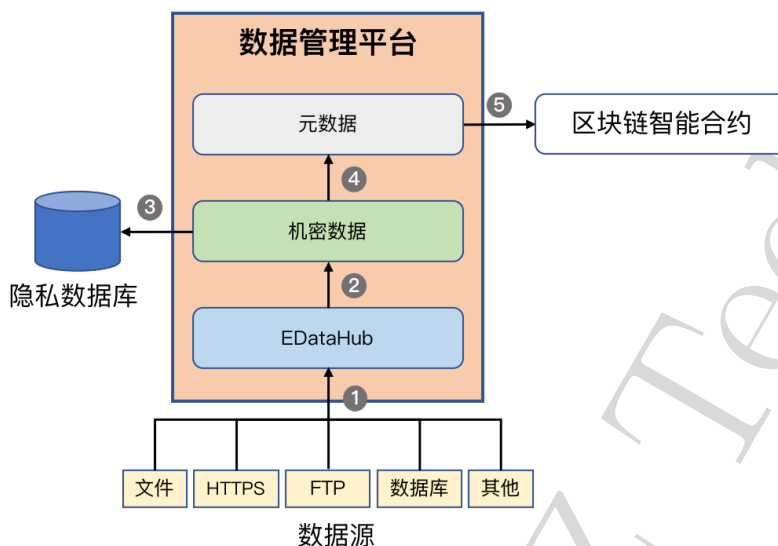 数据管理平台
元数据
5
区块链智能合约
4
3
机密数据
隐私数据库
2
EDataHub
1
文件
HTTPS
FTP
数据库
其他
数据源
Z Tec